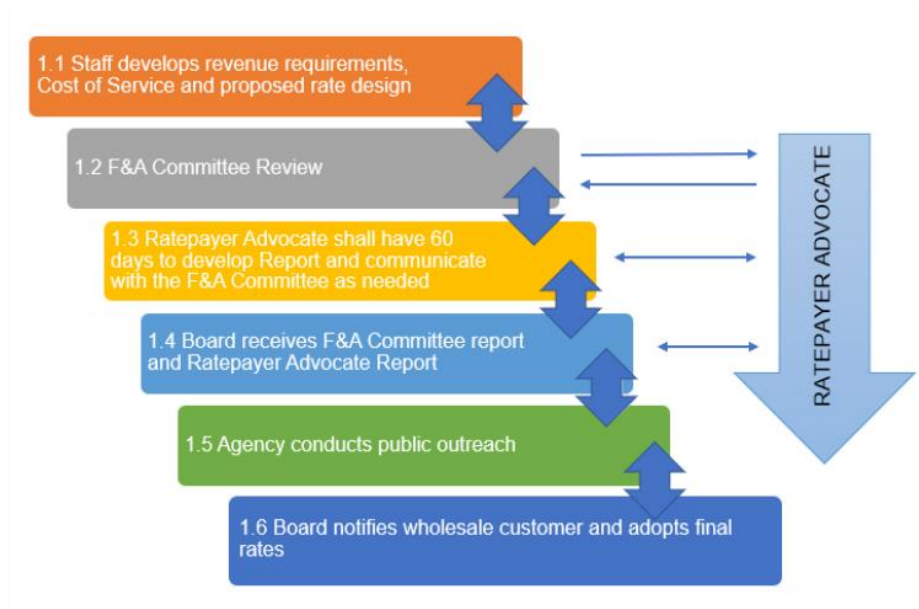 1.1 Staff develops revenue requirements,
Cost of Service and proposed rate design
1.2 F&A Committee Review
1.3 Ratepayer Advocate shall have 60
days to develop Report and communicate
with the F&A Committee as needed
1.4 Board receives F&A Committee report
and Ratepayer Advocate Report
1.5 Agency conducts public outreach
1.6 Board notifies wholesale customer and adopts final
rates
RATEPAYER ADVOCATE